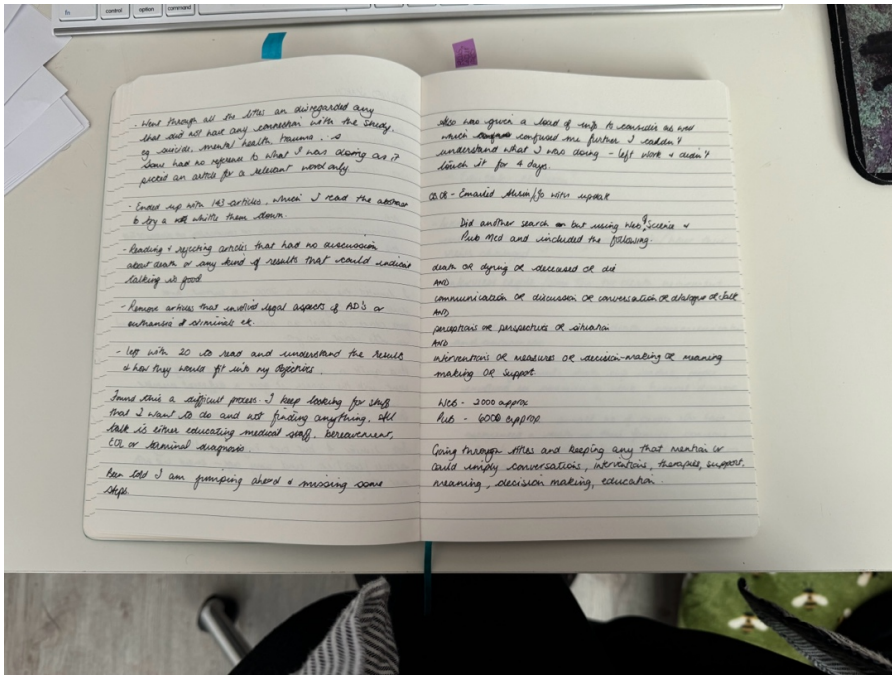 fn
control
option
command
- Went through all the titles an disregarded any
that did not have any connection with the study.
eg suicide, mental health, trauma,
Some had no reference to what I was doing as it
picked an article for a relevant word only
- Ended up with 143 articles, which I read the abstract
to try a whittle them down.
- Reading + rejecting articles that had no discussion
about death or any kind of results that could indicate
talking is good
- Remove articles that involved legal aspects of AD's or
euthanasia & criminals etc.
- left with 20 to read and understand the results
& how they would fit into my objectives.
Found this a difficult process. I keep looking for stuff
that I want to do and not finding anything, still
talk is either educating medical staff, bereavement,
EOL or terminal diagnosis.
Been told I am jumping ahead & missing some
steps.
Also was given a load of info to consider as well
which confused me further I couldn't
understand what I was doing - left work & didn't
touch it for 4 days.
- Emailed with update
Did another search but using Web of Science &
Pub Med and included the following.
death OR dying OR deceased OR die
AND
communication OR discussion OR conversation OR dialogue OR talk
AND
perceptions OR perspectives OR situation
AND
interventions OR measures OR decision-making OR meaning
making OR support.
Web - 2000 approx
Pub - 6000 approp.
Going through titles and keeping any that mention or
could imply conversations, interventions, therapies, support,
meaning, decision making, education.